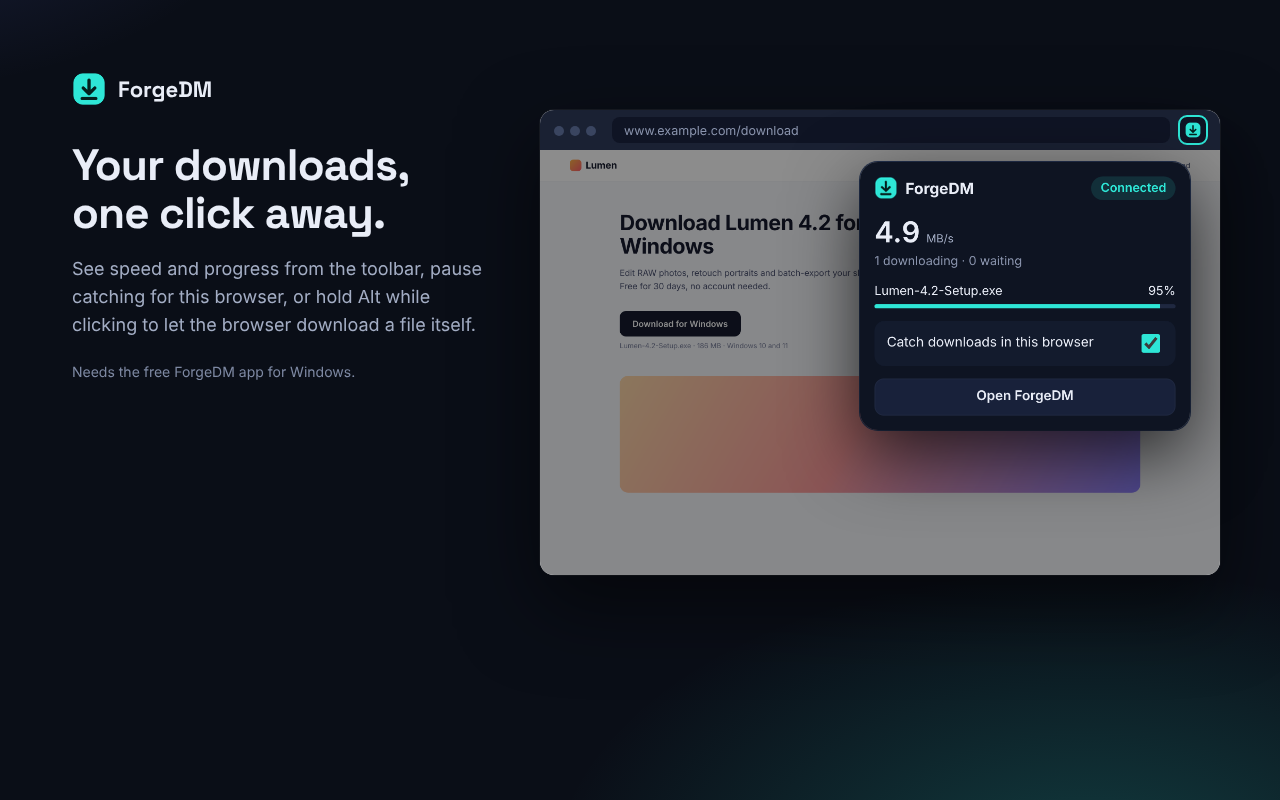 ForgeDM
Your downloads,
one click away.
See speed and progress from the toolbar, pause
catching for this browser, or hold Alt while
clicking to let the browser download a file itself.
Needs the free ForgeDM app for Windows.
www.example.com/download
Lumen
Download Lumen 4.2 for
Windows
Edit RAW photos, retouch portraits and batch-export your
Free for 30 days, no account needed.
Download for Windows
Lumen-4.2-Setup.exe · 186 MB · Windows 10 and 11
ForgeDM
Connected
4.9 MB/s
1 downloading · 0 waiting
Lumen-4.2-Setup.exe 95%
Catch downloads in this browser
Open ForgeDM